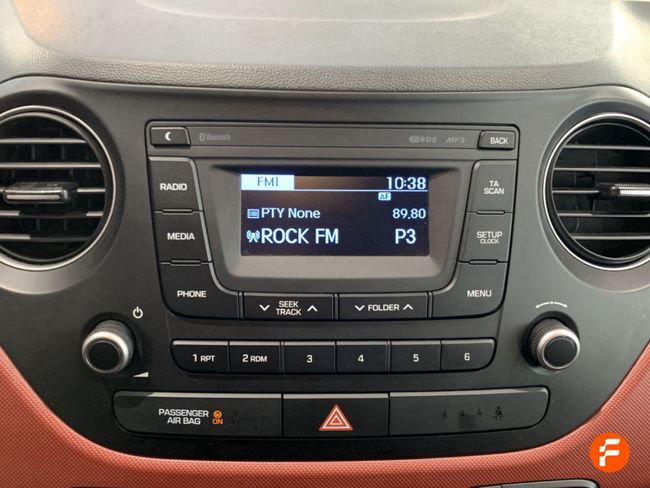 Bluetooth RDS MP3 BACK
FM1 10:38
AF
PTY None 89.80
ROCK FM P3
RADIO
MEDIA
PHONE
TA
SCAN
SETUP
CLOCK
MENU
SEEK
TRACK
FOLDER
1 RPT 2 RDM 3 4 5 6
PASSENGER
AIR BAG
ON OFF